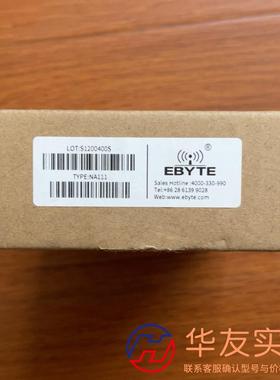 LOT:S1200400S
TYPE:NA111
EBYTE
Sales Hotline :4000-330-990
Tel:+86 28 6139 9028
Web:www.ebyte.com
华友实
联系客服确认型号与价